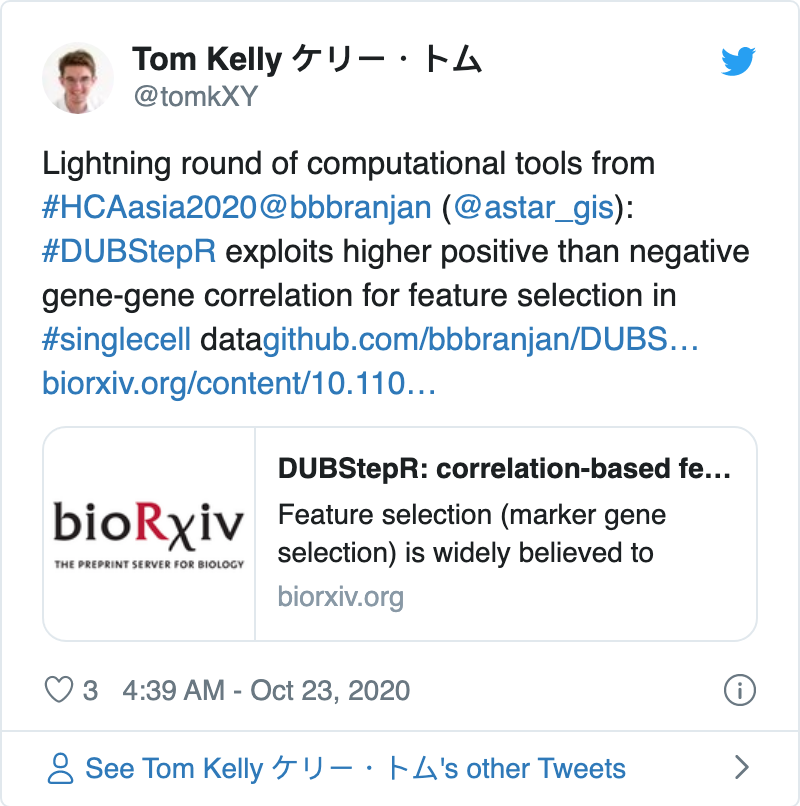 Tom Kelly ケリー・トム
@tomkXY
Lightning round of computational tools from
#HCAasia2020@bbbranjan (@astar_gis):
#DUBStepR exploits higher positive than negative
gene-gene correlation for feature selection in
#singlecell datagithub.com/bbbranjan/DUBS…
biorxiv.org/content/10.110…
bioRχiv
THE PREPRINT SERVER FOR BIOLOGY
DUBStepR: correlation-based fe…
Feature selection (marker gene
selection) is widely believed to
biorxiv.org
3 4:39 AM - Oct 23, 2020
See Tom Kelly ケリー・トム's other Tweets